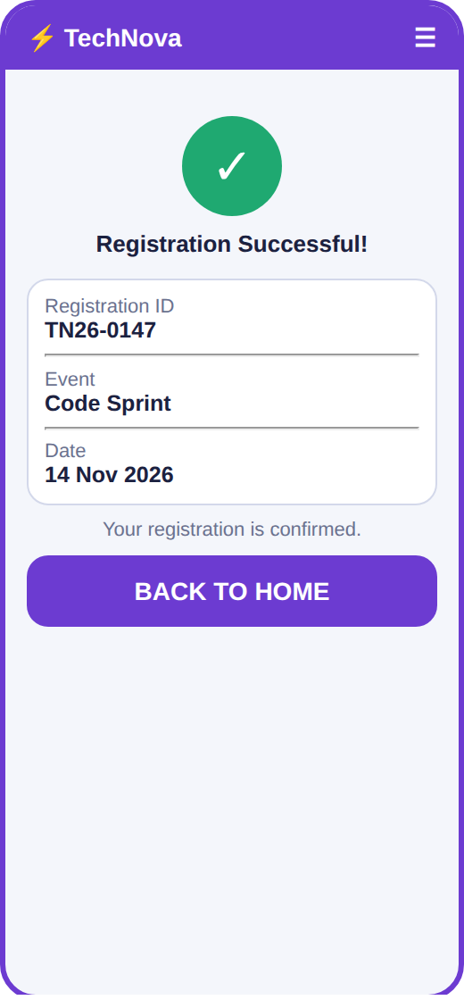 ⚡ TechNova ☰
✓
Registration Successful!
Registration ID
TN26-0147
Event
Code Sprint
Date
14 Nov 2026
Your registration is confirmed.
BACK TO HOME